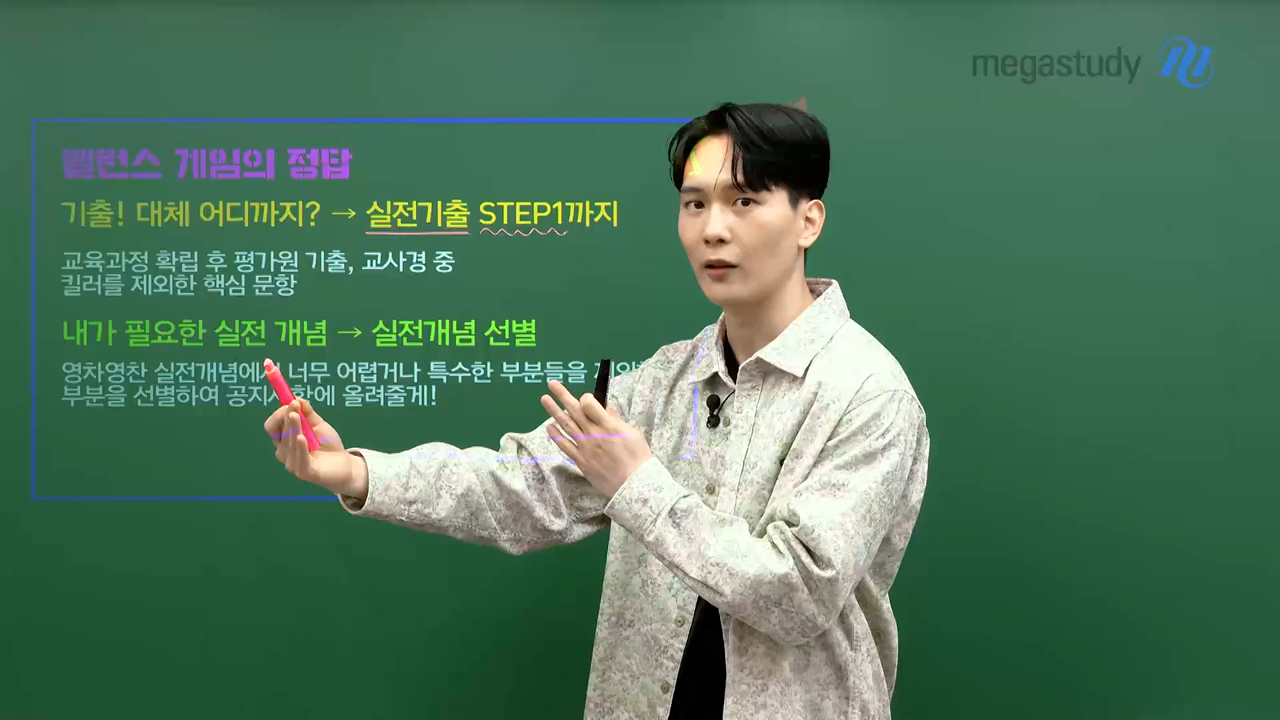 megastudy
밸런스 게임의 정답
기출! 대체 어디까지? → 실전기출 STEP1까지
교육과정 확립 후 평가원 기출, 교사경 중
킬러를 제외한 핵심 문항
내가 필요한 실전 개념 → 실전개념 선별
영차영찬 실전개념에서 너무 어렵거나 특수한 부분들을
부분을 선별하여 공지사항에 올려줄게!